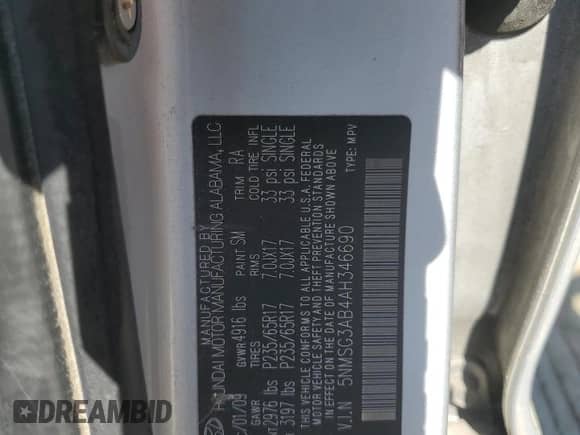 MANUFACTURED BY
HYUNDAI MOTOR MANUFACTURING ALABAMA, LLC
/01/09 GVWR 4916 lbs PAINT SM TRIM RA
GAWR TIRES RIMS COLD TIRE INFL
2976 lbs P235/65R17 7.0JX17 33 psi SINGLE
3197 lbs P235/65R17 7.0JX17 33 psi SINGLE
THIS VEHICLE CONFORMS TO ALL APPLICABLE U.S.A. FEDERAL
MOTOR VEHICLE SAFETY AND THEFT PREVENTION STANDARDS
IN EFFECT ON THE DATE OF MANUFACTURE SHOWN ABOVE
V.I.N 5NMSG3AB4AH346690 TYPE: MPV
DREAMBID